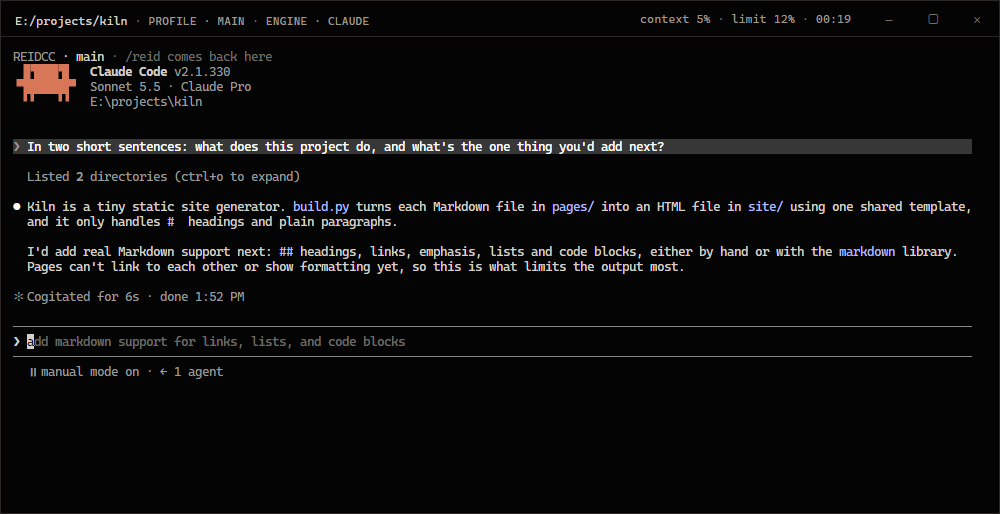 E:/projects/kiln · PROFILE · MAIN · ENGINE · CLAUDE
context 5% · limit 12% · 00:19
REIDCC · main · /reid comes back here
Claude Code v2.1.330
Sonnet 5.5 · Claude Pro
E:\projects\kiln
❯ In two short sentences: what does this project do, and what's the one thing you'd add next?
Listed 2 directories (ctrl+o to expand)
● Kiln is a tiny static site generator. build.py turns each Markdown file in pages/ into an HTML file in site/ using one shared template,
and it only handles #  headings and plain paragraphs.
I'd add real Markdown support next: ## headings, links, emphasis, lists and code blocks, either by hand or with the markdown library.
Pages can't link to each other or show formatting yet, so this is what limits the output most.
✻ Cogitated for 6s · done 1:52 PM
❯ add markdown support for links, lists, and code blocks
⏸ manual mode on · ← 1 agent